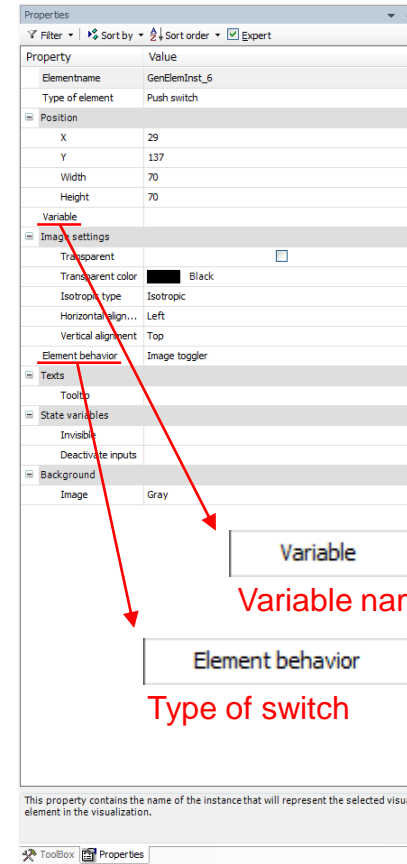 Properties
Filter Sort by Sort order Expert
Property Value
Elementname GenElemInst_6
Type of element Push switch
Position
X 29
Y 137
Width 70
Height 70
Variable
Image settings
Transparent
Transparent color Black
Isotropic type Isotropic
Horizontal align... Left
Vertical alignment Top
Element behavior Image toggler
Texts
Tooltip
State variables
Invisible
Deactivate inputs
Background
Image Gray
Variable
Variable
Element behavior
Type of switch
This property contains the name of the instance that will represent the selected
element in the visualization.
ToolBox Properties